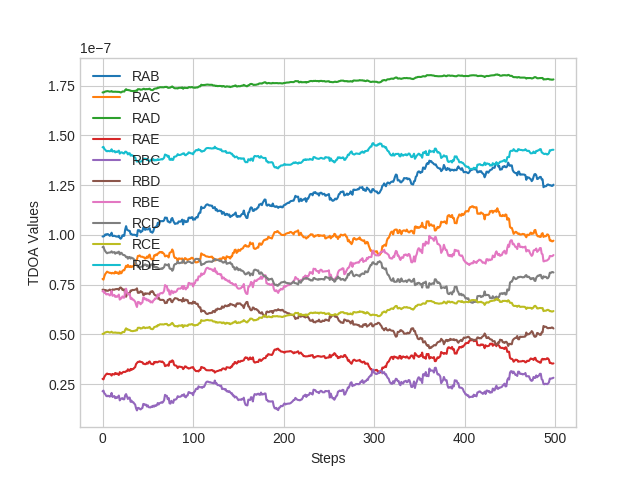 1e−7
1.75
1.50
1.25
1.00
0.75
0.50
0.25
TDOA Values
RAB
RAC
RAD
RAE
RBC
RBD
RBE
RCD
RCE
RDE
0
100
200
300
400
500
Steps